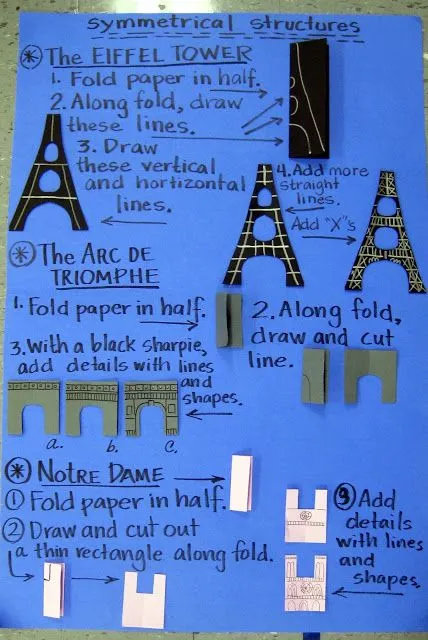 symmetrical structures
* The EIFFEL TOWER
1. Fold paper in half.
2. Along fold, draw
these lines.
3. Draw
these vertical
and hortizontal
lines.
4. Add more
straight
lines.
Add "X"s
* The ARC DE
TRIOMPHE
1. Fold paper in half.
2. Along fold,
draw and cut
line.
3. With a black sharpie,
add details with lines
and
shapes.
a. b. c.
* NOTRE DAME
1 Fold paper in half.
2 Draw and cut out
a thin rectangle along fold.
3 Add
details
with lines
and
shapes.